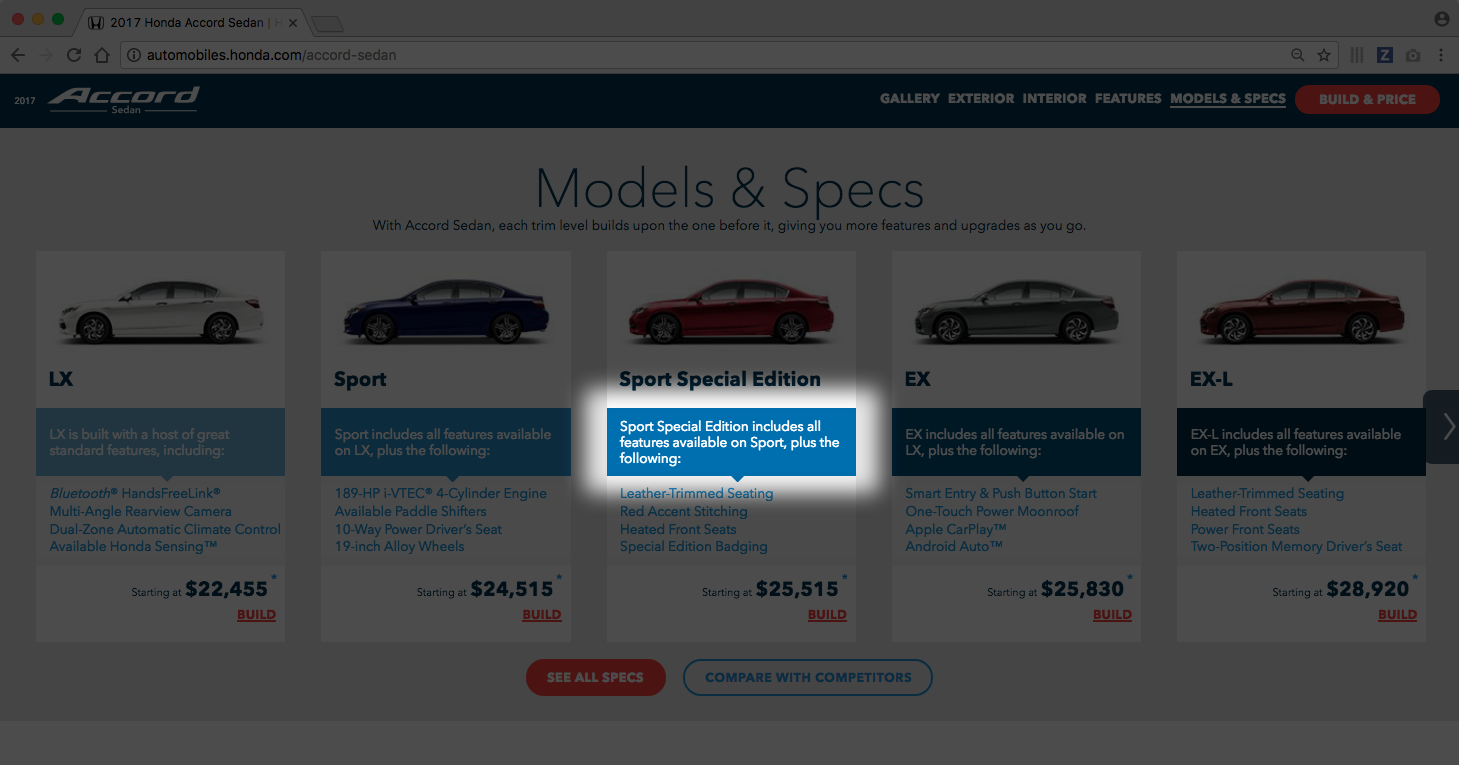 2017 Honda Accord Sedan | H
automobiles.honda.com/accord-sedan
Z
2017 Accord Sedan
GALLERY EXTERIOR INTERIOR FEATURES MODELS & SPECS BUILD & PRICE
Models & Specs
With Accord Sedan, each trim level builds upon the one before it, giving you more features and upgrades as you go.
LX
LX is built with a host of great
standard features, including:
Bluetooth® HandsFreeLink®
Multi-Angle Rearview Camera
Dual-Zone Automatic Climate Control
Available Honda Sensing™
Starting at $22,455*
BUILD
Sport
Sport includes all features available
on LX, plus the following:
189-HP i-VTEC® 4-Cylinder Engine
Available Paddle Shifters
10-Way Power Driver's Seat
19-inch Alloy Wheels
Starting at $24,515*
BUILD
Sport Special Edition
Sport Special Edition includes all
features available on Sport, plus the
following:
Leather-Trimmed Seating
Red Accent Stitching
Heated Front Seats
Special Edition Badging
Starting at $25,515*
BUILD
EX
EX includes all features available on
LX, plus the following:
Smart Entry & Push Button Start
One-Touch Power Moonroof
Apple CarPlay™
Android Auto™
Starting at $25,830*
BUILD
EX-L
EX-L includes all features available
on EX, plus the following:
Leather-Trimmed Seating
Heated Front Seats
Power Front Seats
Two-Position Memory Driver's Seat
Starting at $28,920*
BUILD
SEE ALL SPECS
COMPARE WITH COMPETITORS